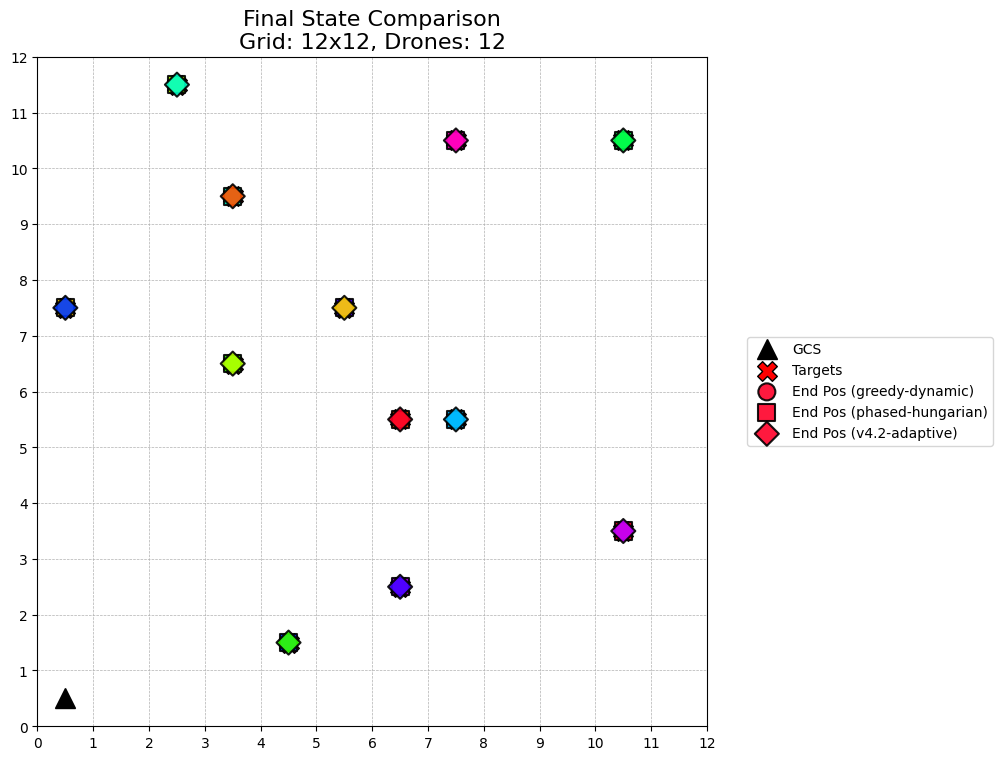 Final State Comparison
Grid: 12x12, Drones: 12
12
11
10
9
8
7
6
5
4
3
2
1
0
0 1 2 3 4 5 6 7 8 9 10 11 12
GCS
Targets
End Pos (greedy-dynamic)
End Pos (phased-hungarian)
End Pos (v4.2-adaptive)